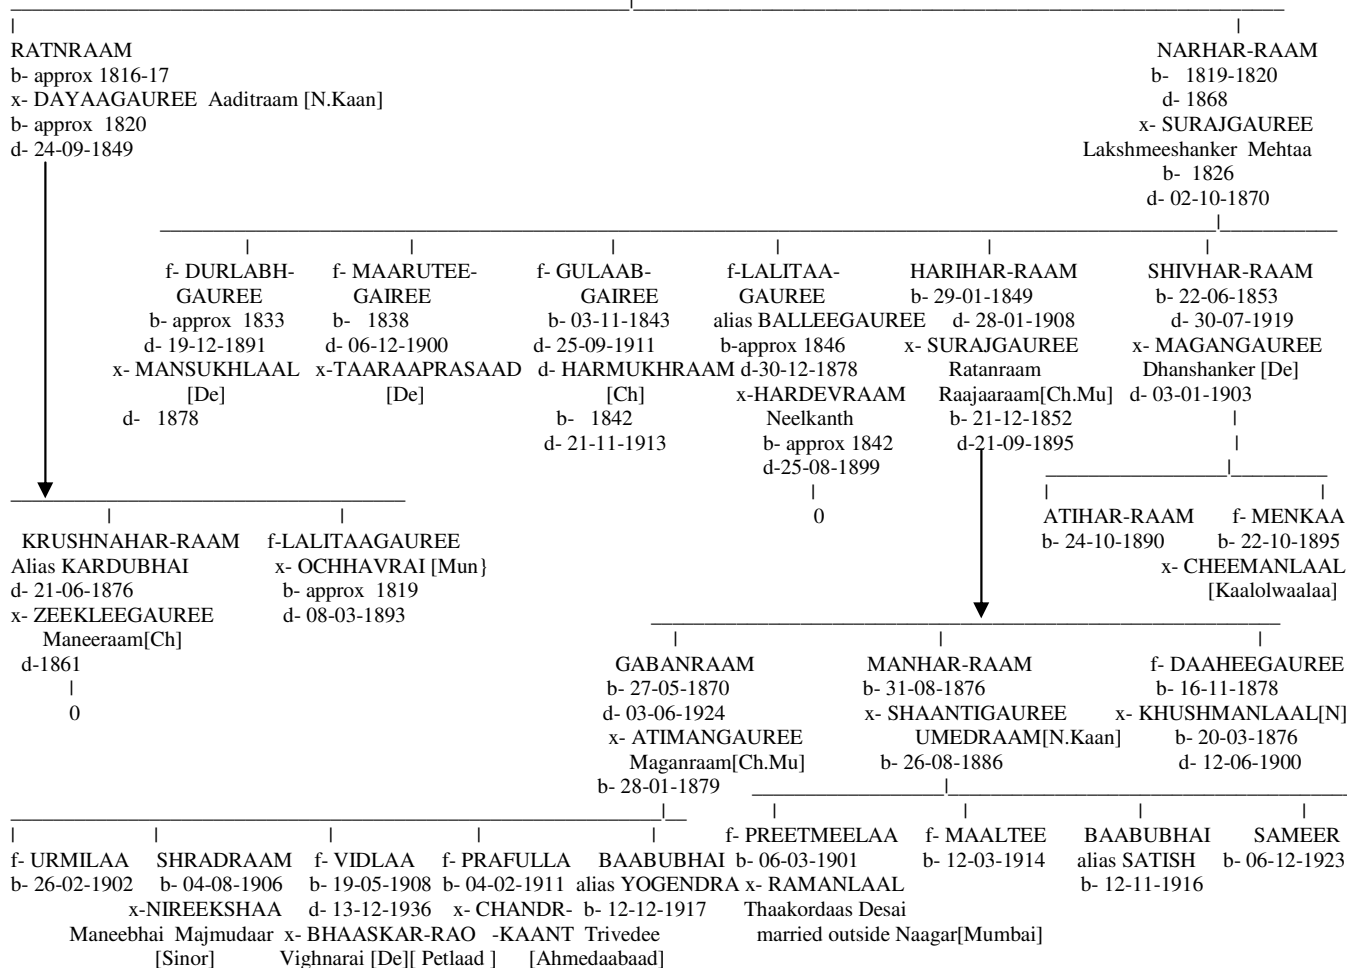 RATNRAAM
b- approx 1816-17
x- DAYAAGAUREE Aaditraam [N.Kaan]
b- approx 1820
d- 24-09-1849
NARHAR-RAAM
b- 1819-1820
d- 1868
x- SURAJGAUREE
Lakshmeeshanker Mehtaa
b- 1826
d- 02-10-1870
f- DURLABH-
GAUREE
b- approx 1833
d- 19-12-1891
x- MANSUKHLAAL
[De]
d- 1878
f- MAARUTEE-
GAIREE
b- 1838
d- 06-12-1900
x-TAARAAPRASAAD
[De]
f- GULAAB-
GAIREE
b- 03-11-1843
d- 25-09-1911
d- HARMUKHRAAM
[Ch]
b- 1842
d- 21-11-1913
f-LALITAA-
GAUREE
alias BALLEEGAUREE
b-approx 1846
d-30-12-1878
x-HARDEVRAAM
Neelkanth
b- approx 1842
d-25-08-1899
0
HARIHAR-RAAM
b- 29-01-1849
d- 28-01-1908
x- SURAJGAUREE
Ratanraam
Raajaaraam[Ch.Mu]
b- 21-12-1852
d-21-09-1895
SHIVHAR-RAAM
b- 22-06-1853
d- 30-07-1919
x- MAGANGAUREE
Dhanshanker [De]
d- 03-01-1903
KRUSHNAHAR-RAAM
Alias KARDUBHAI
d- 21-06-1876
x- ZEEKLEEGAUREE
Maneeraam[Ch]
d-1861
0
f-LALITAAGAUREE
x- OCHHAVRAI [Mun}
b- approx 1819
d- 08-03-1893
ATIHAR-RAAM
b- 24-10-1890
f- MENKAA
b- 22-10-1895
x- CHEEMANLAAL
[Kaalolwaalaa]
GABANRAAM
b- 27-05-1870
d- 03-06-1924
x- ATIMANGAUREE
Maganraam[Ch.Mu]
b- 28-01-1879
MANHAR-RAAM
b- 31-08-1876
x- SHAANTIGAUREE
UMEDRAAM[N.Kaan]
b- 26-08-1886
f- DAAHEEGAUREE
b- 16-11-1878
x- KHUSHMANLAAL[N]
b- 20-03-1876
d- 12-06-1900
f- URMILAA
b- 26-02-1902
SHRADRAAM
b- 04-08-1906
x-NIREEKSHAA
Maneebhai Majmudaar
[Sinor]
f- VIDLAA
b- 19-05-1908
d- 13-12-1936
x- BHAASKAR-RAO
Vighnarai [De][ Petlaad ]
f- PRAFULLA
b- 04-02-1911
x- CHANDR-
-KAANT Trivedee
[Ahmedaabaad]
BAABUBHAI
alias YOGENDRA
b- 12-12-1917
f- PREETMEELAA
b- 06-03-1901
x- RAMANLAAL
Thaakordaas Desai
married outside Naagar[Mumbai]
f- MAALTEE
b- 12-03-1914
BAABUBHAI
alias SATISH
b- 12-11-1916
SAMEER
b- 06-12-1923